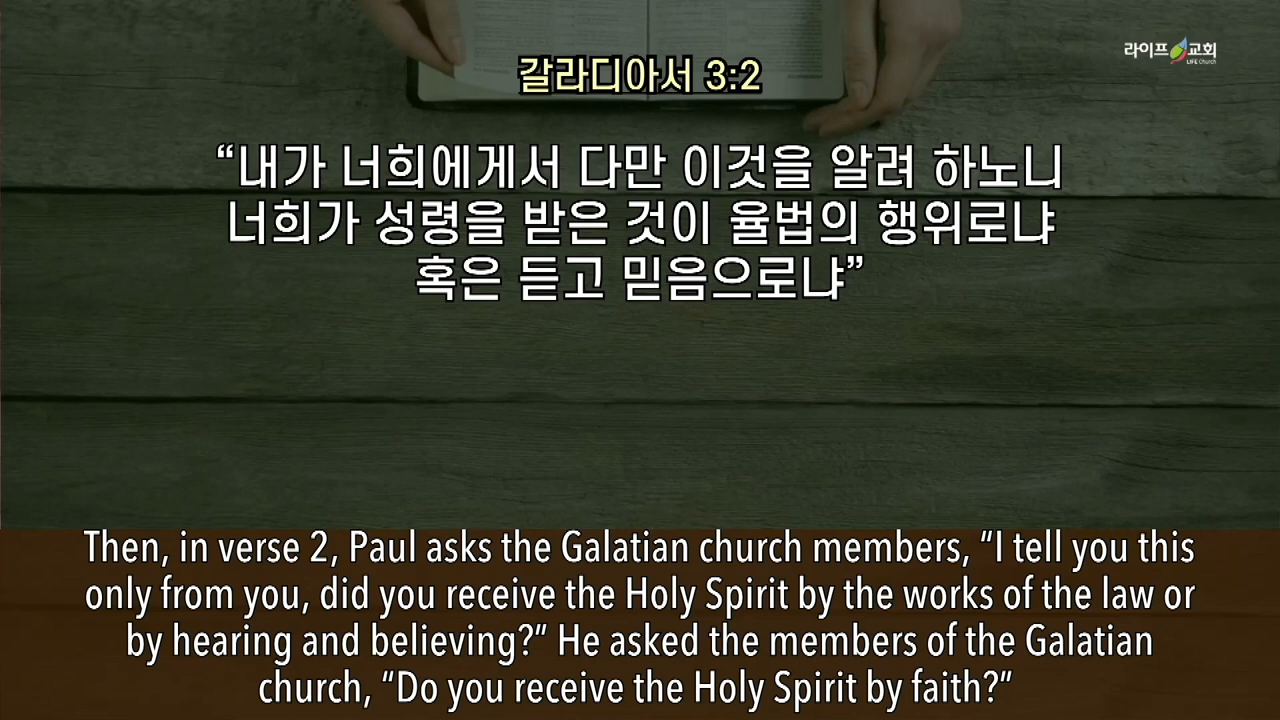 라이프 교회
LIFE Church
갈라디아서 3:2
“내가 너희에게서 다만 이것을 알려 하노니
너희가 성령을 받은 것이 율법의 행위로냐
혹은 듣고 믿음으로냐”
Then, in verse 2, Paul asks the Galatian church members, “I tell you this
only from you, did you receive the Holy Spirit by the works of the law or
by hearing and believing?” He asked the members of the Galatian
church, “Do you receive the Holy Spirit by faith?”